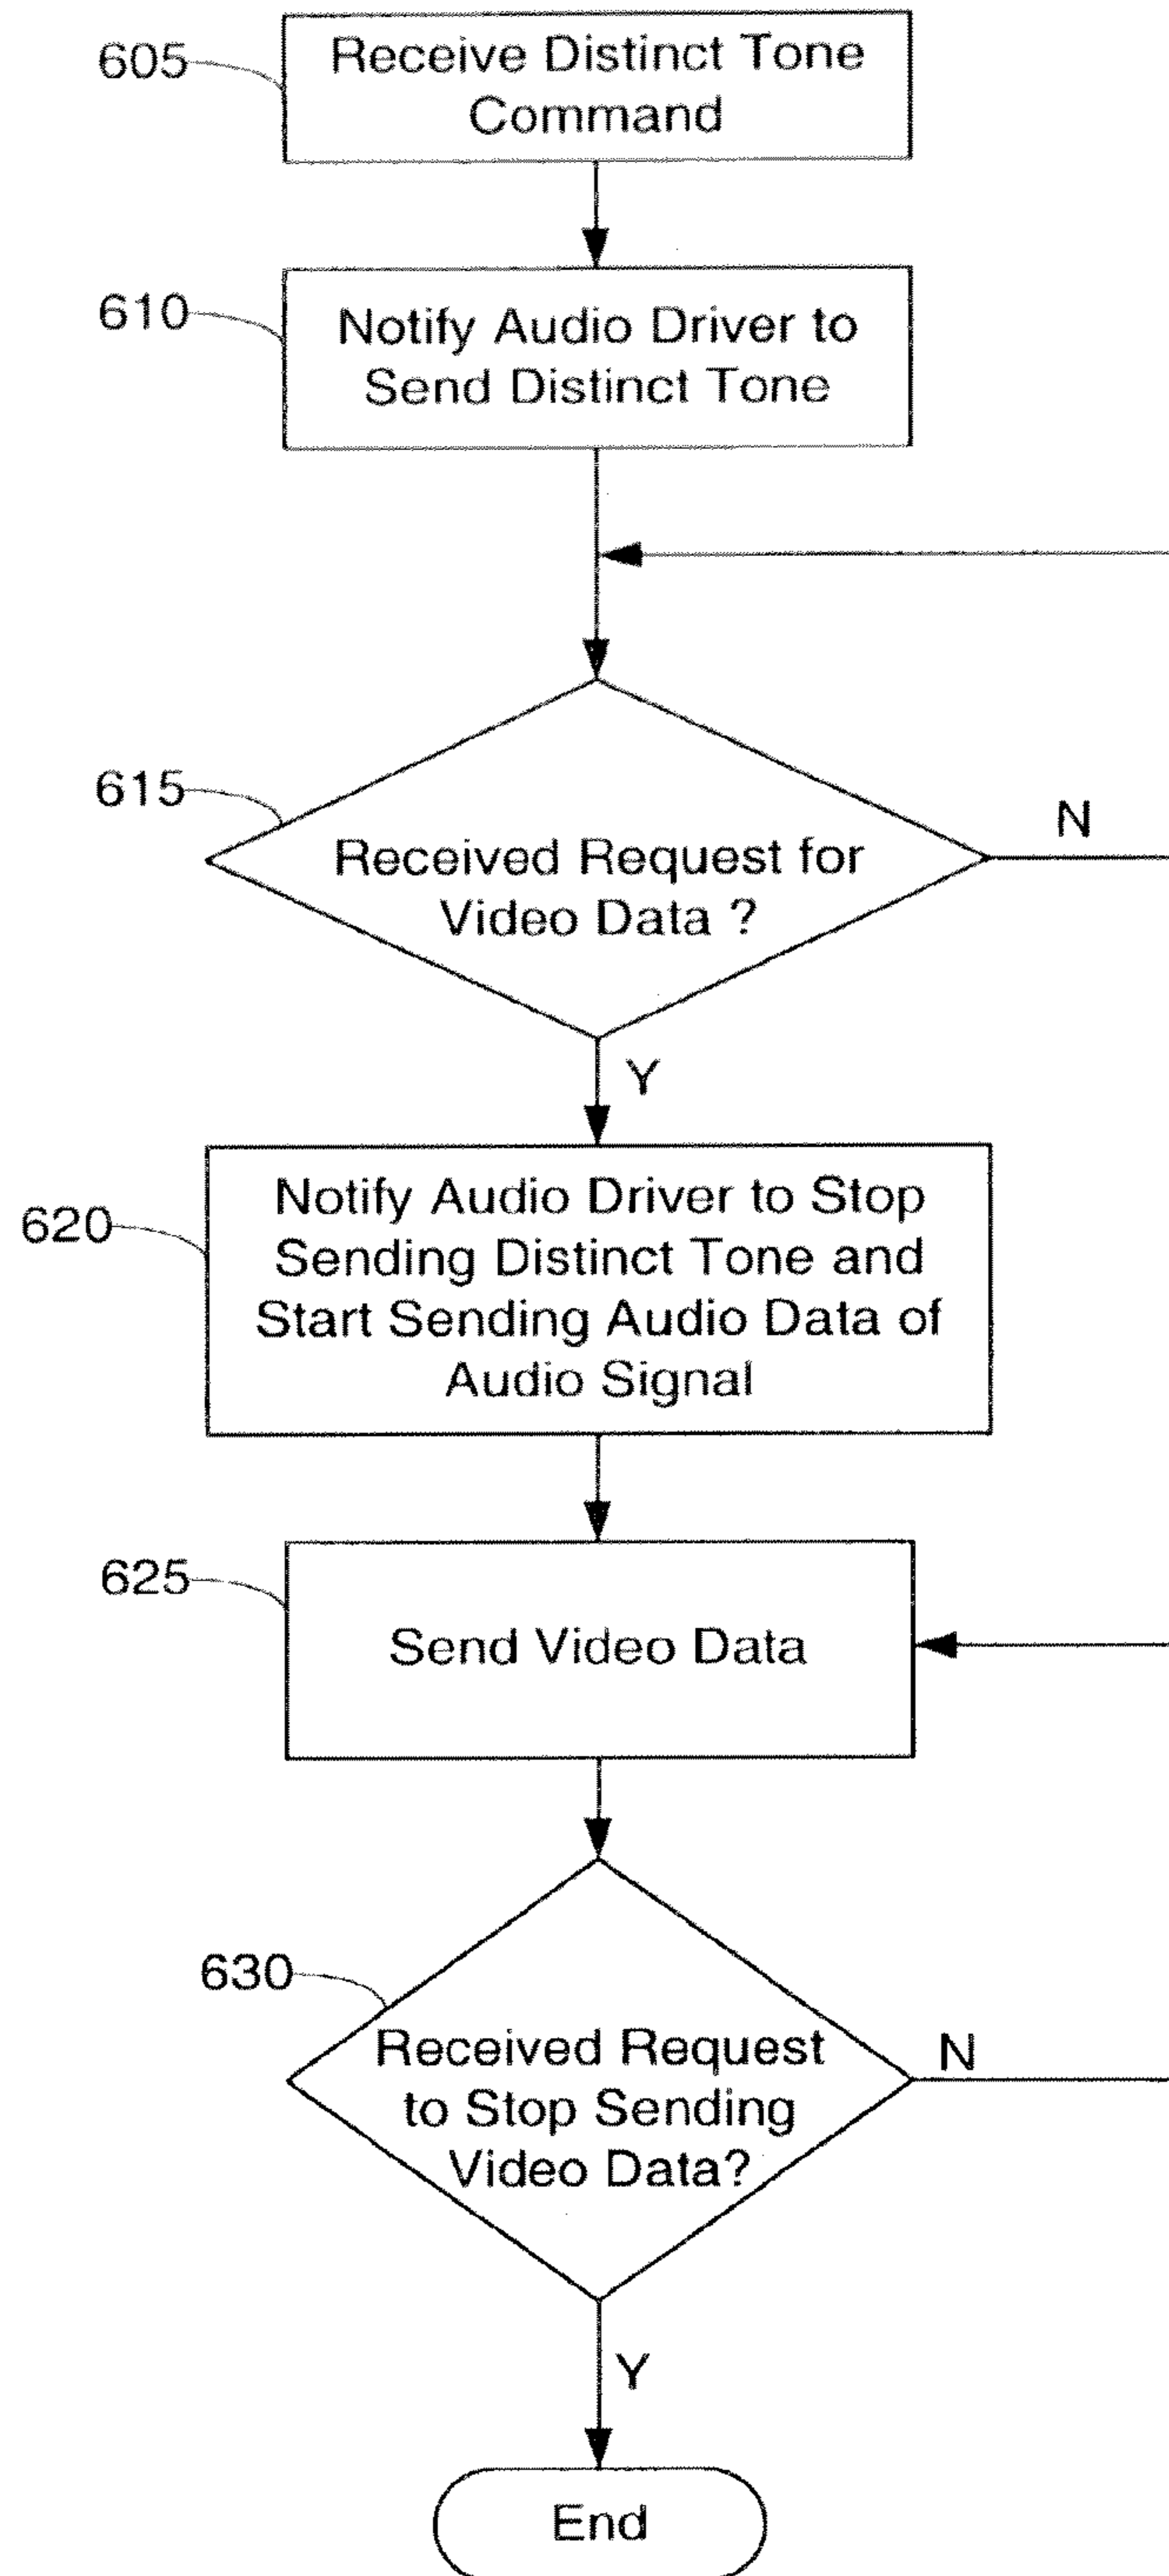 605
Receive Distinct Tone
Command
610
Notify Audio Driver to
Send Distinct Tone
615
Received Request for
Video Data ?
N
Y
620
Notify Audio Driver to Stop
Sending Distinct Tone and
Start Sending Audio Data of
Audio Signal
625
Send Video Data
630
Received Request
to Stop Sending
Video Data?
N
Y
End